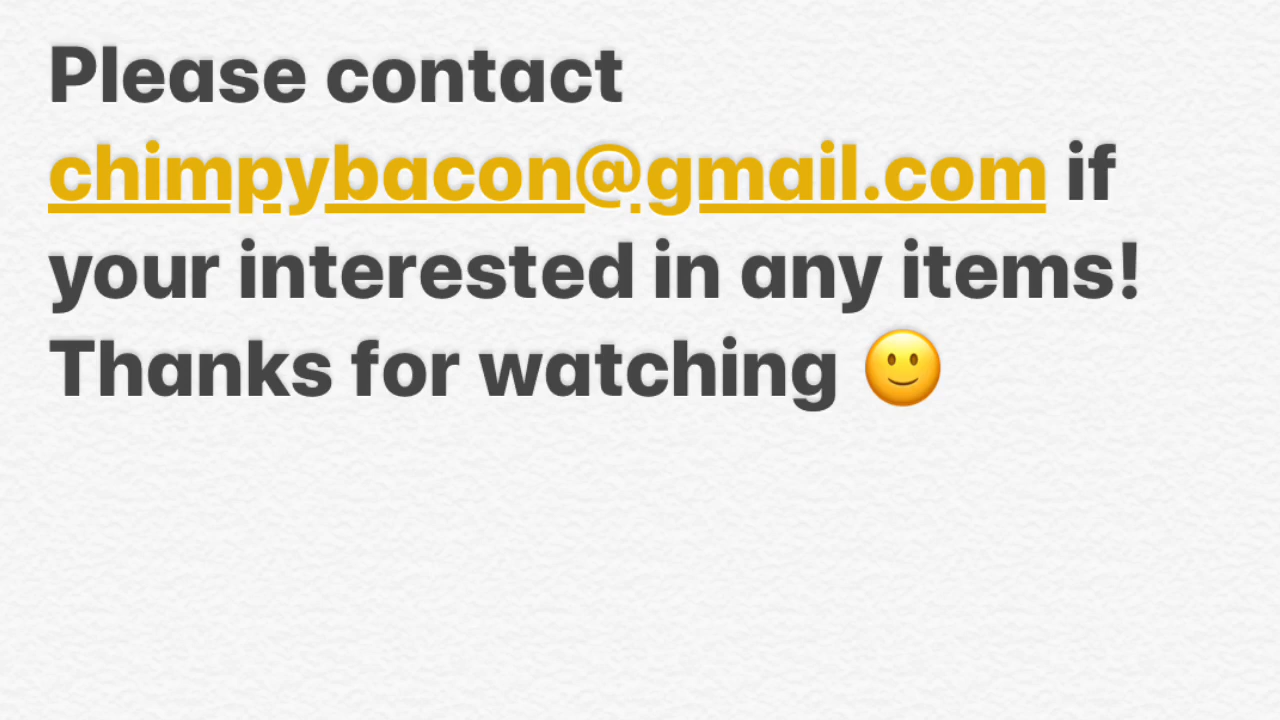 Please contact
chimpybacon@gmail.com if
your interested in any items!
Thanks for watching 🙂